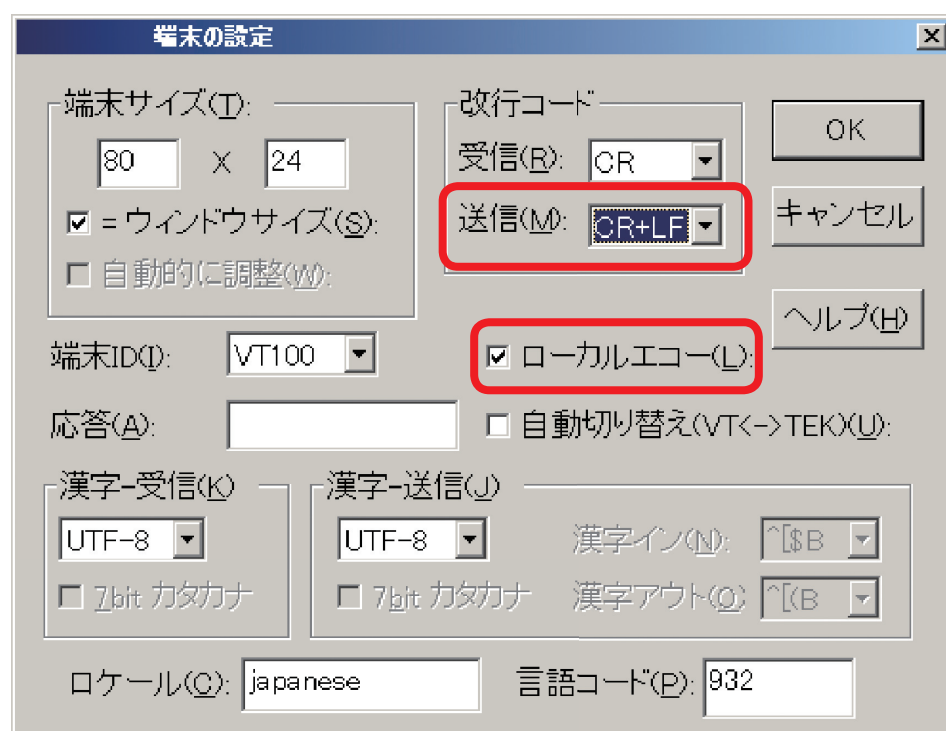 端末の設定
端末サイズ(T):
80 X 24
= ウィンドウサイズ(S):
自動的に調整(W):
改行コード
受信(R): CR
送信(M): CR+LF
OK
キャンセル
ヘルプ(H)
端末ID(I): VT100
ローカルエコー(L):
応答(A):
自動切り替え(VT<->TEK)(U):
漢字-受信(K)
UTF-8
7bit カタカナ
漢字-送信(J)
UTF-8
7bit カタカナ
漢字イン(N): ^[$B
漢字アウト(O): ^[(B
ロケール(C): japanese
言語コード(P): 932